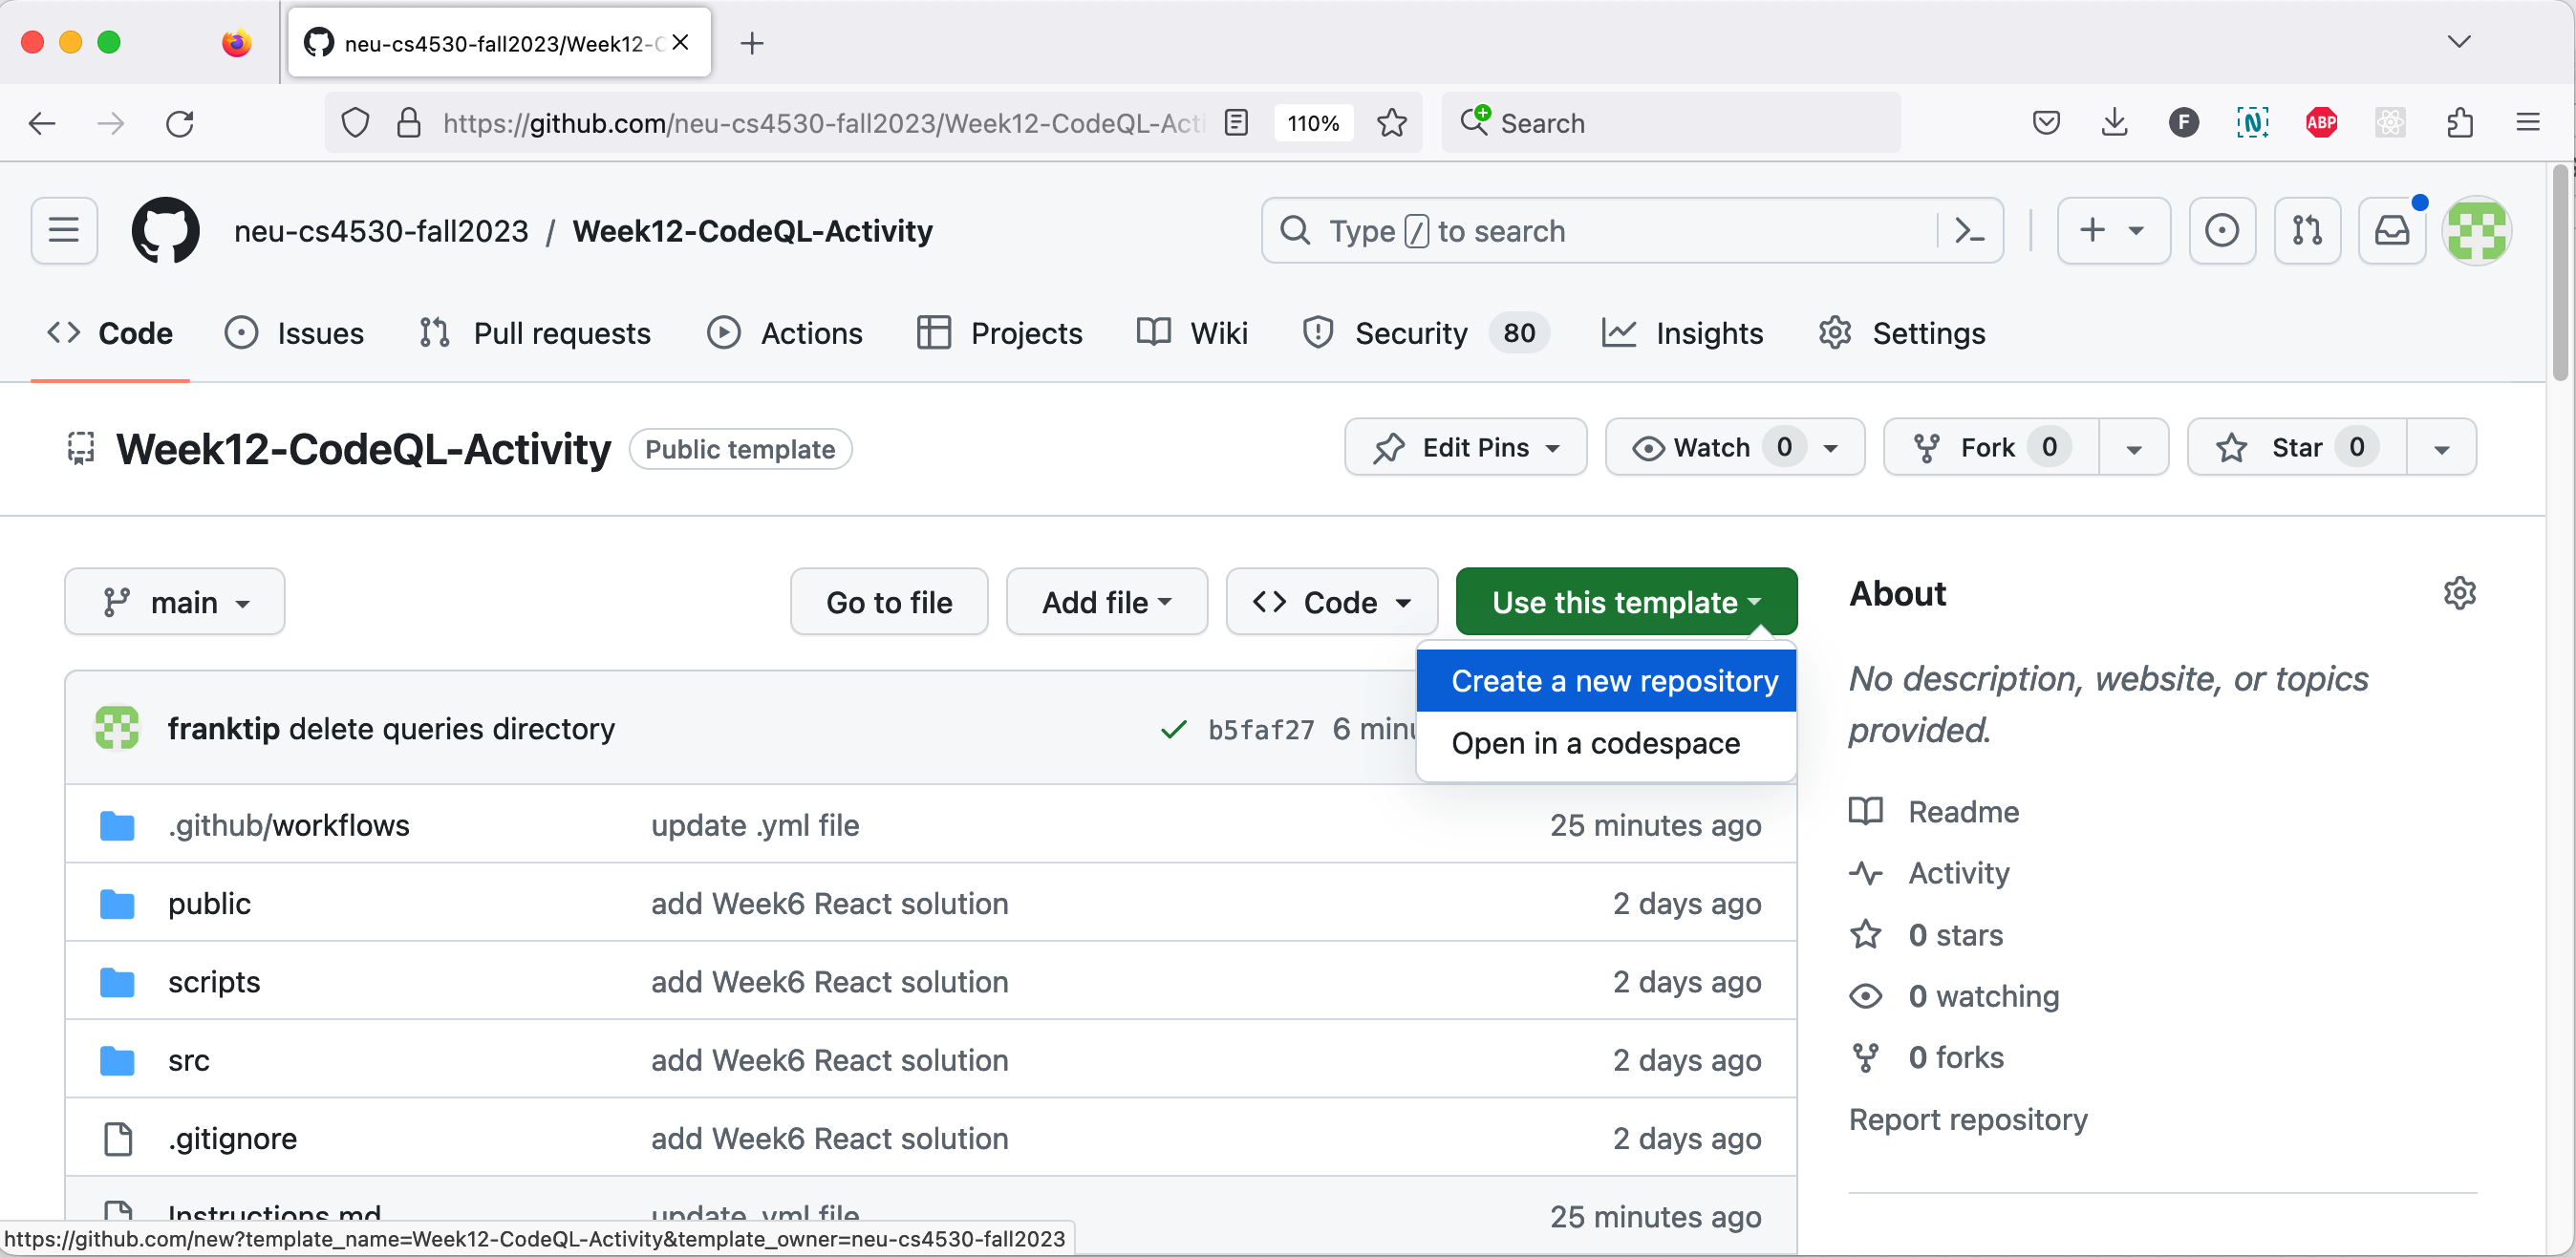 neu-cs4530-fall2023/Week12-C
https://github.com/neu-cs4530-fall2023/Week12-CodeQL-Acti 110% Search F N ABP
neu-cs4530-fall2023 / Week12-CodeQL-Activity Type / to search
Code Issues Pull requests Actions Projects Wiki Security 80 Insights Settings
Week12-CodeQL-Activity Public template Edit Pins Watch 0 Fork 0 Star 0
main Go to file Add file Code Use this template
About
Create a new repository
Open in a codespace
No description, website, or topics
provided.
franktip delete queries directory b5faf27 6 minu
.github/workflows update .yml file 25 minutes ago
public add Week6 React solution 2 days ago
scripts add Week6 React solution 2 days ago
src add Week6 React solution 2 days ago
.gitignore add Week6 React solution 2 days ago
Instructions.md update .yml file 25 minutes ago
Readme
Activity
0 stars
0 watching
0 forks
Report repository
https://github.com/new?template_name=Week12-CodeQL-Activity&template_owner=neu-cs4530-fall2023